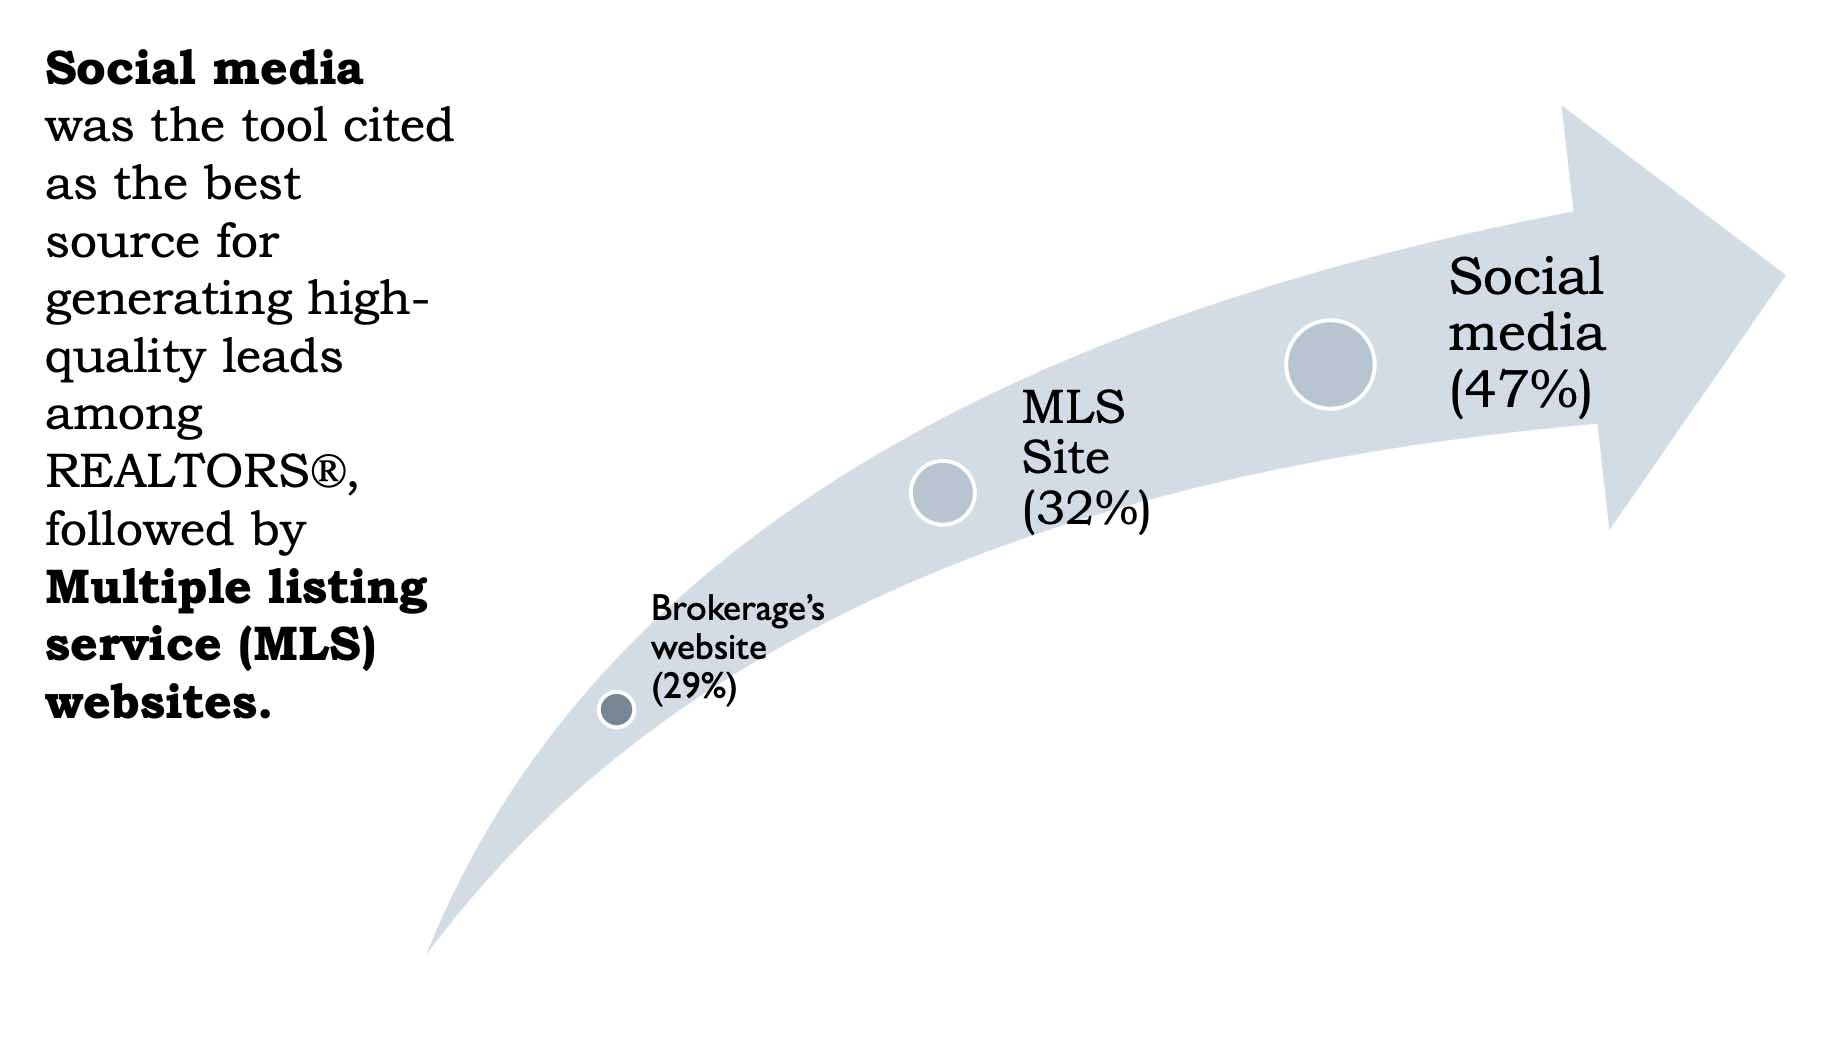 Social media
was the tool cited
as the best
source for
generating high-
quality leads
among
REALTORS®,
followed by
Multiple listing
service (MLS)
websites.
Brokerage’s
website
(29%)
MLS
Site
(32%)
Social
media
(47%)